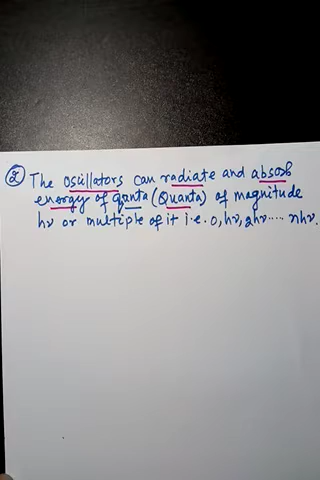 ② The oscillators can radiate and absorb
energy of qanta (Quanta) of magnitude
hν or multiple of it i.e. 0, hν, 2hν..... nhν.